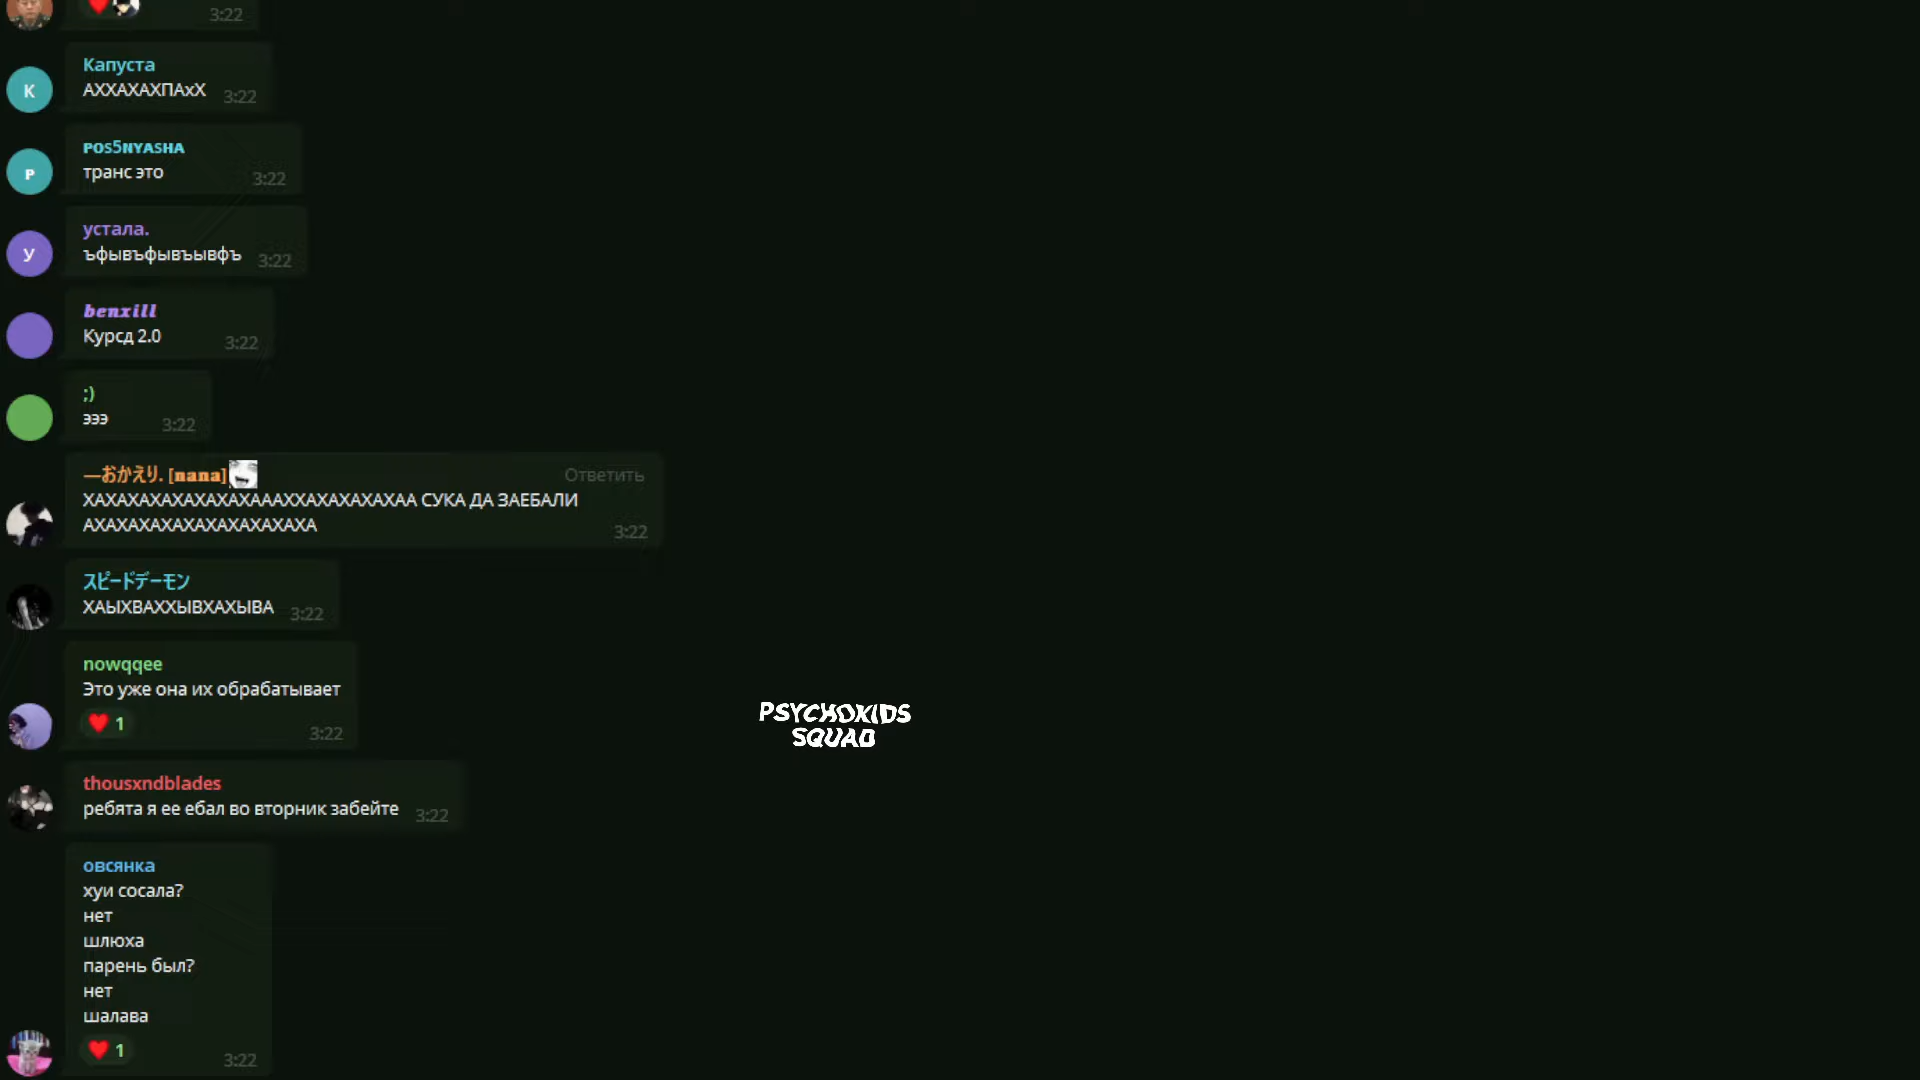 3:22
Капуста
АХХАХАХПАхХ 3:22
К
POS5NYASHA
транс это 3:22
P
устала.
ъфывъфывъывфъ 3:22
У
benxill
Курсд 2.0 3:22
;)
эээ 3:22
—おかえり. [nana] Ответить
ХАХАХАХАХАХАХАХАААХХАХАХАХАХАА СУКА ДА ЗАЕБАЛИ
АХАХАХАХАХАХАХАХАХАХА 3:22
スピードデーモン
ХАЫХВАХХЫВХАХЫВА 3:22
nowqqee
Это уже она их обрабатывает
1 3:22
PSYCHOKIDS
SQUAD
thousxndblades
ребята я ее ебал во вторник забейте 3:22
овсянка
хуи сосала?
нет
шлюха
парень был?
нет
шалава
1 3:22